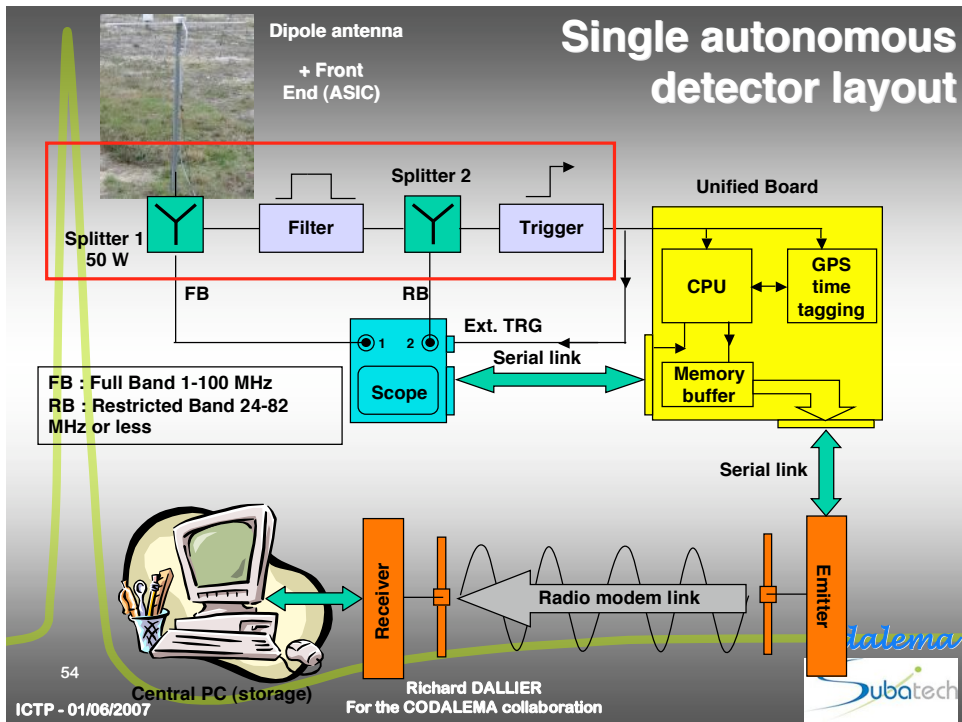 Single autonomous
detector layout
Dipole antenna
+ Front
End (ASIC)
Splitter 1
50 W
Filter
Splitter 2
Trigger
Unified Board
CPU
GPS
time
tagging
Memory
buffer
FB
RB
Ext. TRG
1
2
Scope
Serial link
FB : Full Band 1-100 MHz
RB : Restricted Band 24-82
MHz or less
Serial link
Receiver
Radio modem link
Emitter
Central PC (storage)
54
ICTP - 01/06/2007
Richard DALLIER
For the CODALEMA collaboration
dalema
Subatech